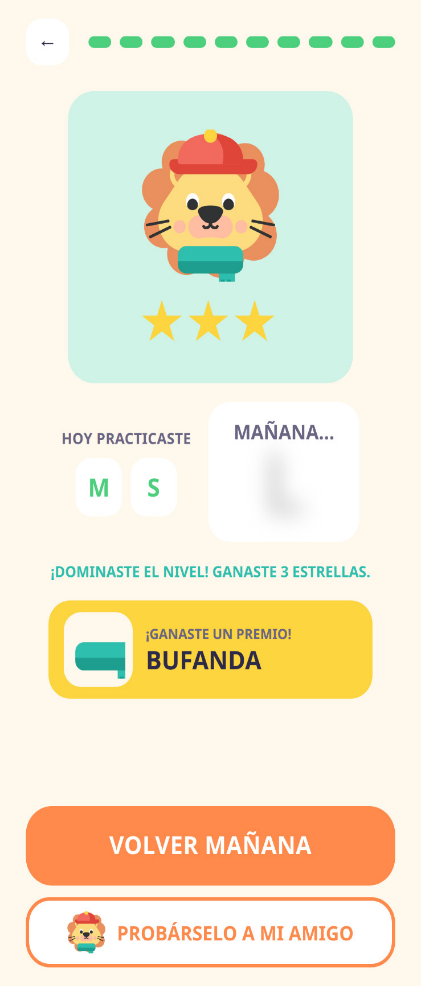 ←
HOY PRACTICASTE
M S
MAÑANA...
L
¡DOMINASTE EL NIVEL! GANASTE 3 ESTRELLAS.
¡GANASTE UN PREMIO!
BUFANDA
VOLVER MAÑANA
PROBÁRSELO A MI AMIGO